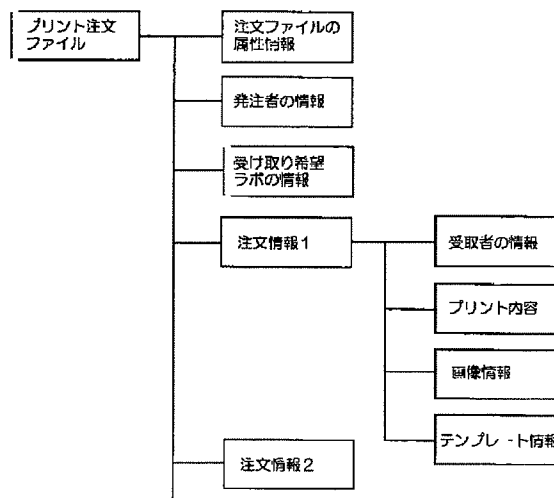 プリント注文
ファイル
注文ファイルの
属性情報
発注者の情報
受け取り希望
ラボの情報
注文情報1
受取者の情報
プリント内容
画像情報
テンプレート情報
注文情報2